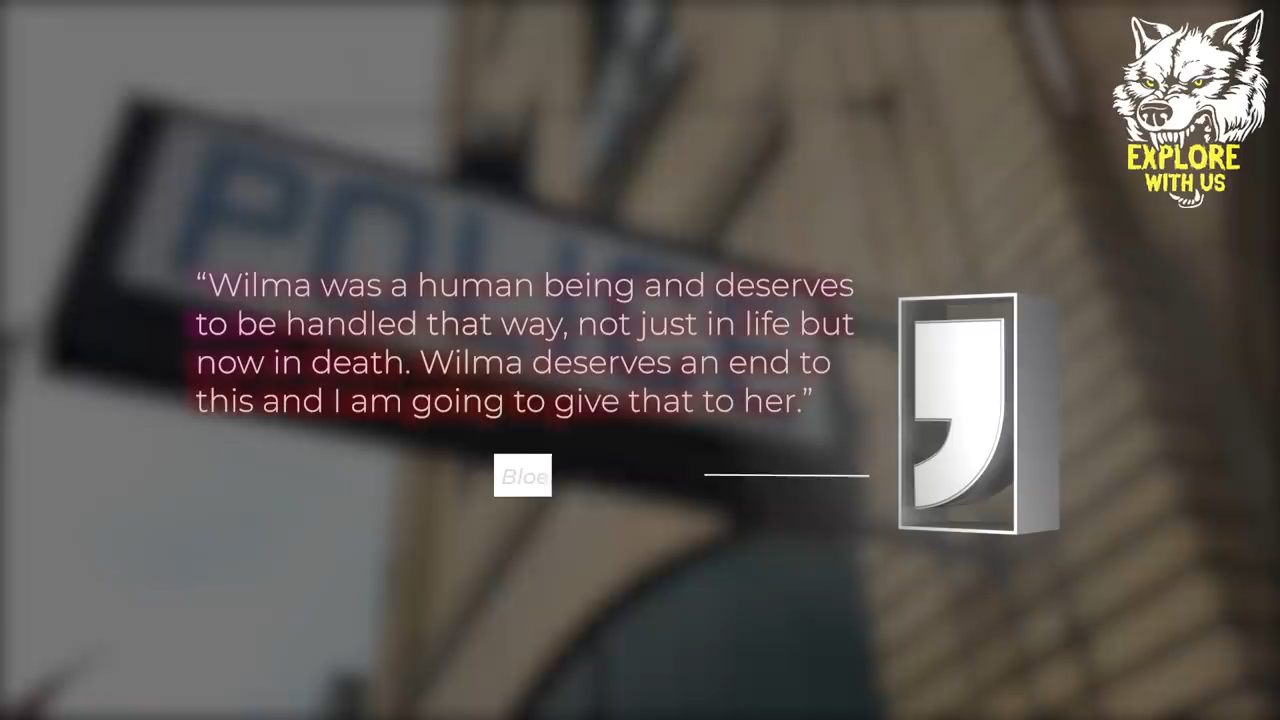 EXPLORE
WITH US
POLICE
“Wilma was a human being and deserves
to be handled that way, not just in life but
now in death. Wilma deserves an end to
this and I am going to give that to her.”